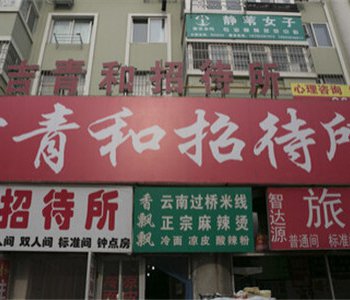 静莱女子
心理咨询
吉青和招待所
青和招待所
招待所
人间 双人间 标准间 钟点房
香飘飘
云南过桥米线
正宗麻辣烫
冷面 凉皮 酸辣粉
智达源
旅
普通间 标准间